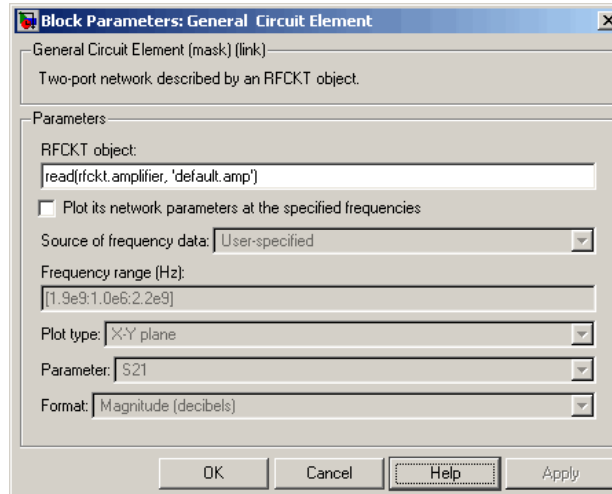 Block Parameters: General Circuit Element
General Circuit Element (mask) (link)
Two-port network described by an RFCKT object.
Parameters
RFCKT object:
read(rfckt.amplifier, 'default.amp')
Plot its network parameters at the specified frequencies
Source of frequency data: User-specified
Frequency range (Hz):
[1.9e9:1.0e6:2.2e9]
Plot type: X-Y plane
Parameter: S21
Format: Magnitude (decibels)
OK Cancel Help Apply